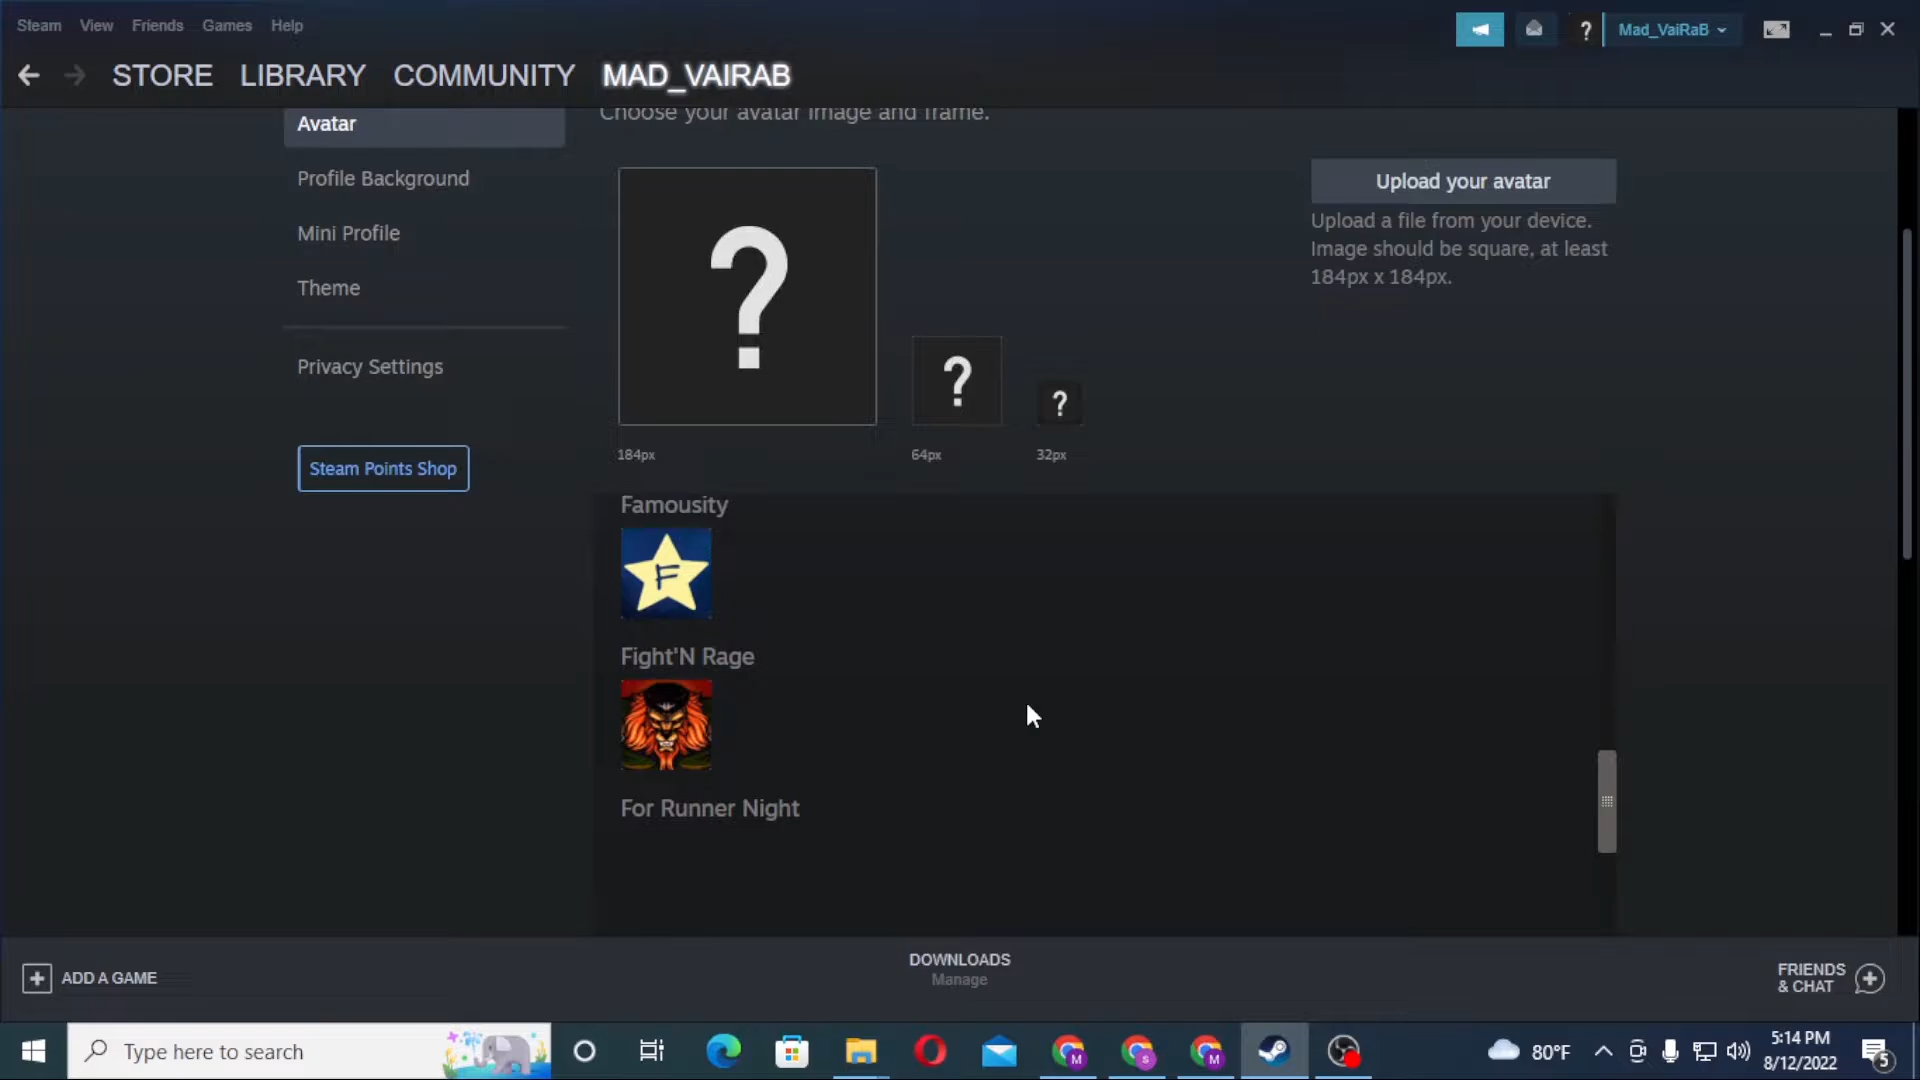 Steam View Friends Games Help
? Mad_VaiRaB
STORE LIBRARY COMMUNITY MAD_VAIRAB
Avatar
Profile Background
Mini Profile
Theme
Privacy Settings
Steam Points Shop
Choose your avatar image and frame.
? ? ?
184px 64px 32px
Upload your avatar
Upload a file from your device.
Image should be square, at least
184px x 184px.
Famousity
F
Fight'N Rage
For Runner Night
ADD A GAME
DOWNLOADS
Manage
FRIENDS
& CHAT
Type here to search
M S M
80°F
5:14 PM
8/12/2022
5